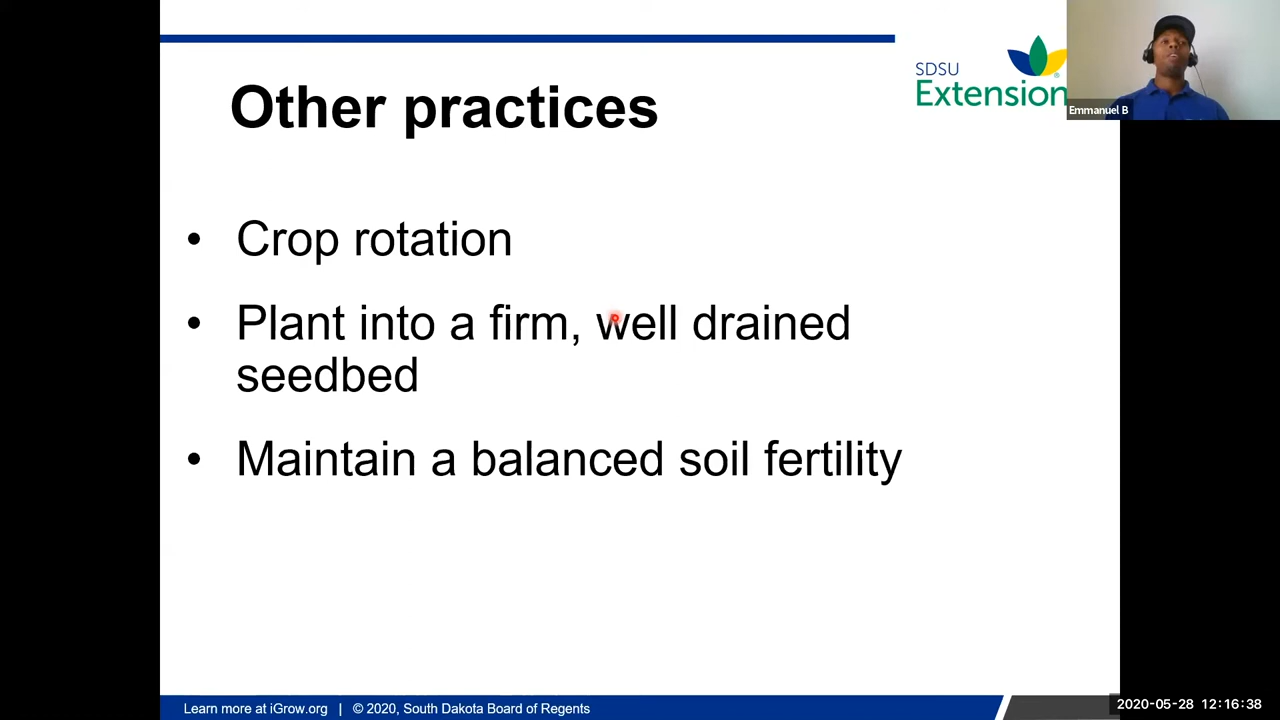 SDSU
Extension
Emmanuel B
Other practices
• Crop rotation
• Plant into a firm, well drained
seedbed
• Maintain a balanced soil fertility
Learn more at iGrow.org | © 2020, South Dakota Board of Regents
2020-05-28 12:16:38